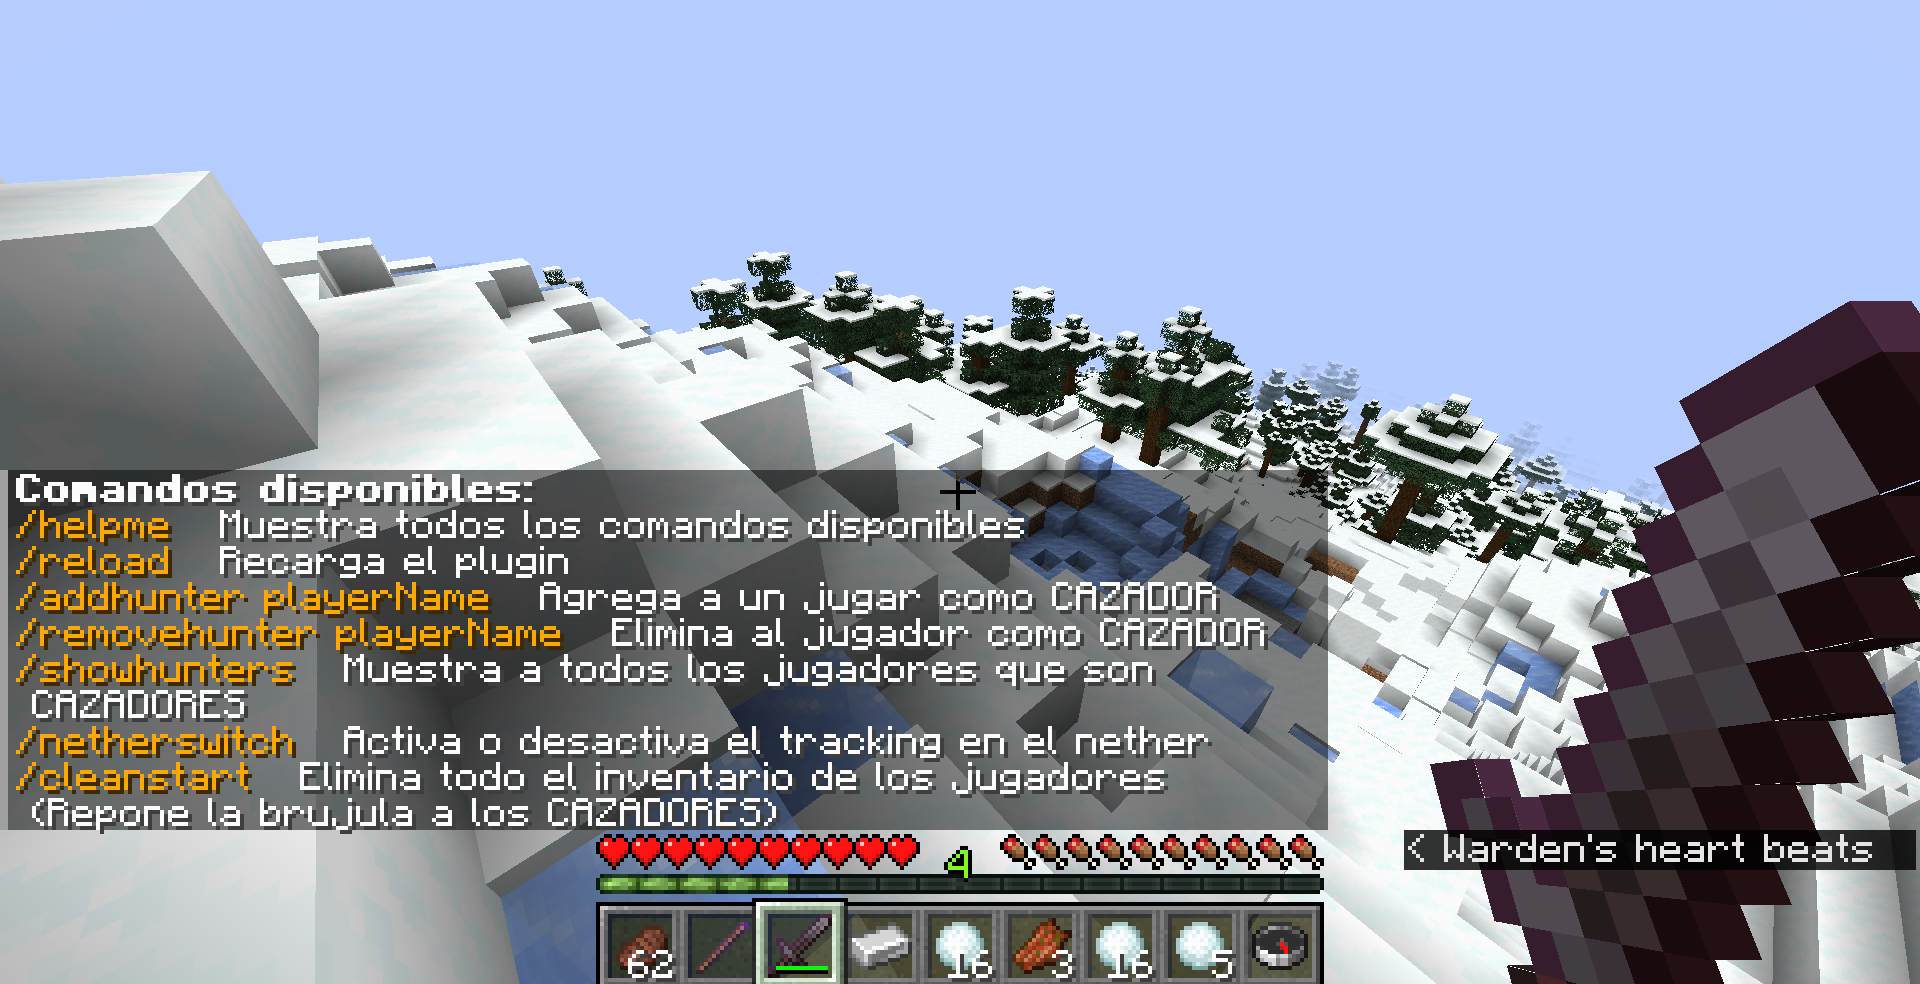 Comandos disponibles:
/helpme Muestra todos los comandos disponibles
/reload Recarga el plugin
/addhunter playerName Agrega a un jugar como CAZADOR
/removehunter playerName Elimina al jugador como CAZADOR
/showhunters Muestra a todos los jugadores que son
CAZADORES
/netherswitch Activa o desactiva el tracking en el nether
/cleanstart Elimina todo el inventario de los jugadores
(Repone la brujula a los CAZADORES)
< Warden's heart beats
4
62 16 3 16 5